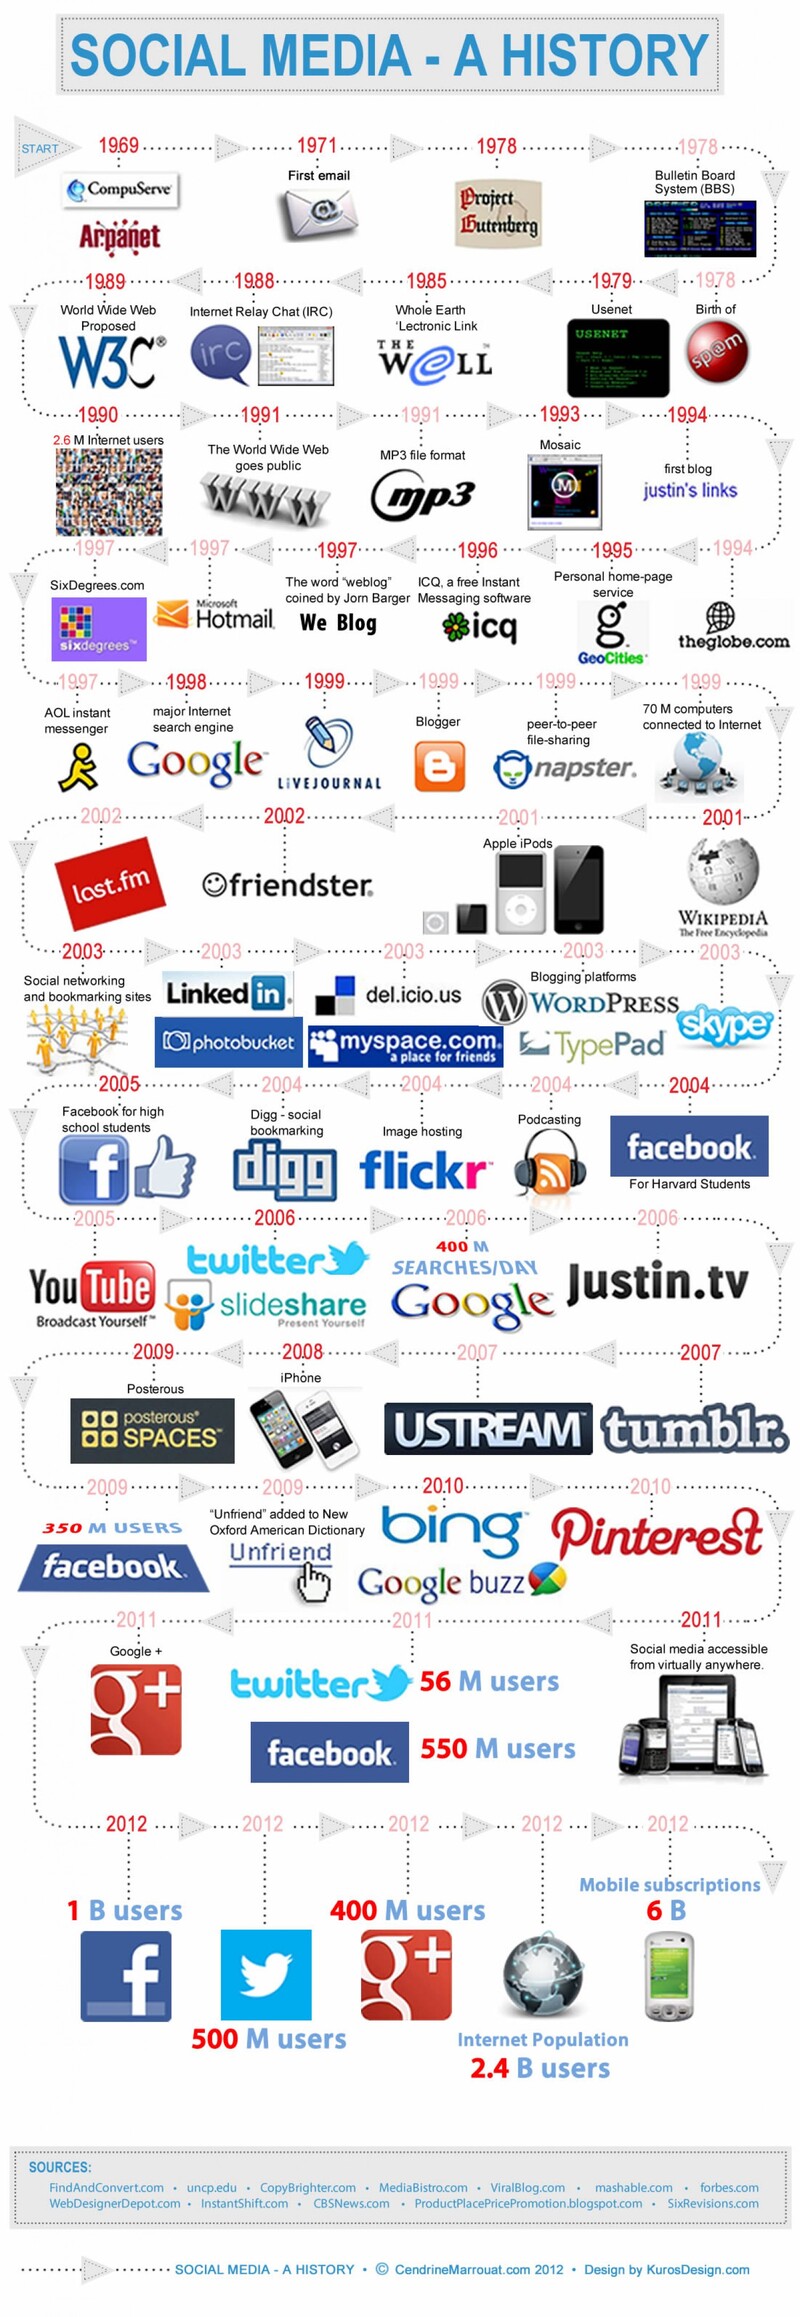 SOCIAL MEDIA - A HISTORY
START
1969
1971
1978
1978
CompuServe
Arpanet
First email
@
Project
Gutenberg
Bulletin Board
System (BBS)
1989
1988
1985
1979
1978
World Wide Web
Proposed
W3C®
Internet Relay Chat (IRC)
irc
Whole Earth
'Lectronic Link
THE
W@LL
Usenet
USENET
Birth of
sp@m
1990
1991
1991
1993
1994
2.6 M Internet users
The World Wide Web
goes public
WWW
MP3 file format
mp3
Mosaic
M
first blog
justin's links
1997
1997
1997
1996
1995
1994
SixDegrees.com
sixdegrees™
Microsoft
Hotmail
The word "weblog"
coined by Jorn Barger
We Blog
ICQ, a free Instant
Messaging software
icq
Personal home-page
service
g
GeoCities
theglobe.com
1997
1998
1999
1999
1999
1999
AOL instant
messenger
major Internet
search engine
Google™
LIVEJOURNAL
Blogger
B
peer-to-peer
file-sharing
napster.
70 M computers
connected to Internet
2002
2002
2001
2001
last.fm
friendster.
Apple iPods
WIKIPEDIA
The Free Encyclopedia
2003
2003
2003
2003
2003
Social networking
and bookmarking sites
Linked in.
photobucket
del.icio.us
myspace.com.
a place for friends
Blogging platforms
WORDPRESS
TypePad
skype
2005
2004
2004
2004
2004
Facebook for high
school students
f
Digg - social
bookmarking
digg
Image hosting
flickr
Podcasting
facebook.
For Harvard Students
2005
2006
2006
2006
YouTube
Broadcast Yourself™
twitter
slideshare
Present Yourself
400 M
SEARCHES/DAY
Google™
Justin.tv
2009
2008
2007
2007
Posterous
posterous®
SPACES™
iPhone
USTREAM
tumblr.
2009
2009
2010
2010
350 M USERS
facebook.
"Unfriend" added to New
Oxford American Dictionary
Unfriend
bing™
Google buzz
Pinterest
2011
2011
2011
Google +
g+
twitter 56 M users
facebook. 550 M users
Social media accessible
from virtually anywhere.
2012
2012
2012
2012
2012
1 B users
f
500 M users
400 M users
g+
Internet Population
2.4 B users
Mobile subscriptions
6 B
SOURCES:
FindAndConvert.com • uncp.edu • CopyBrighter.com • MediaBistro.com • ViralBlog.com • mashable.com • forbes.com
WebDesignerDepot.com • InstantShift.com • CBSNews.com • ProductPlacePricePromotion.blogspot.com • SixRevisions.com
SOCIAL MEDIA - A HISTORY • © CendrineMarrouat.com 2012 • Design by KurosDesign.com